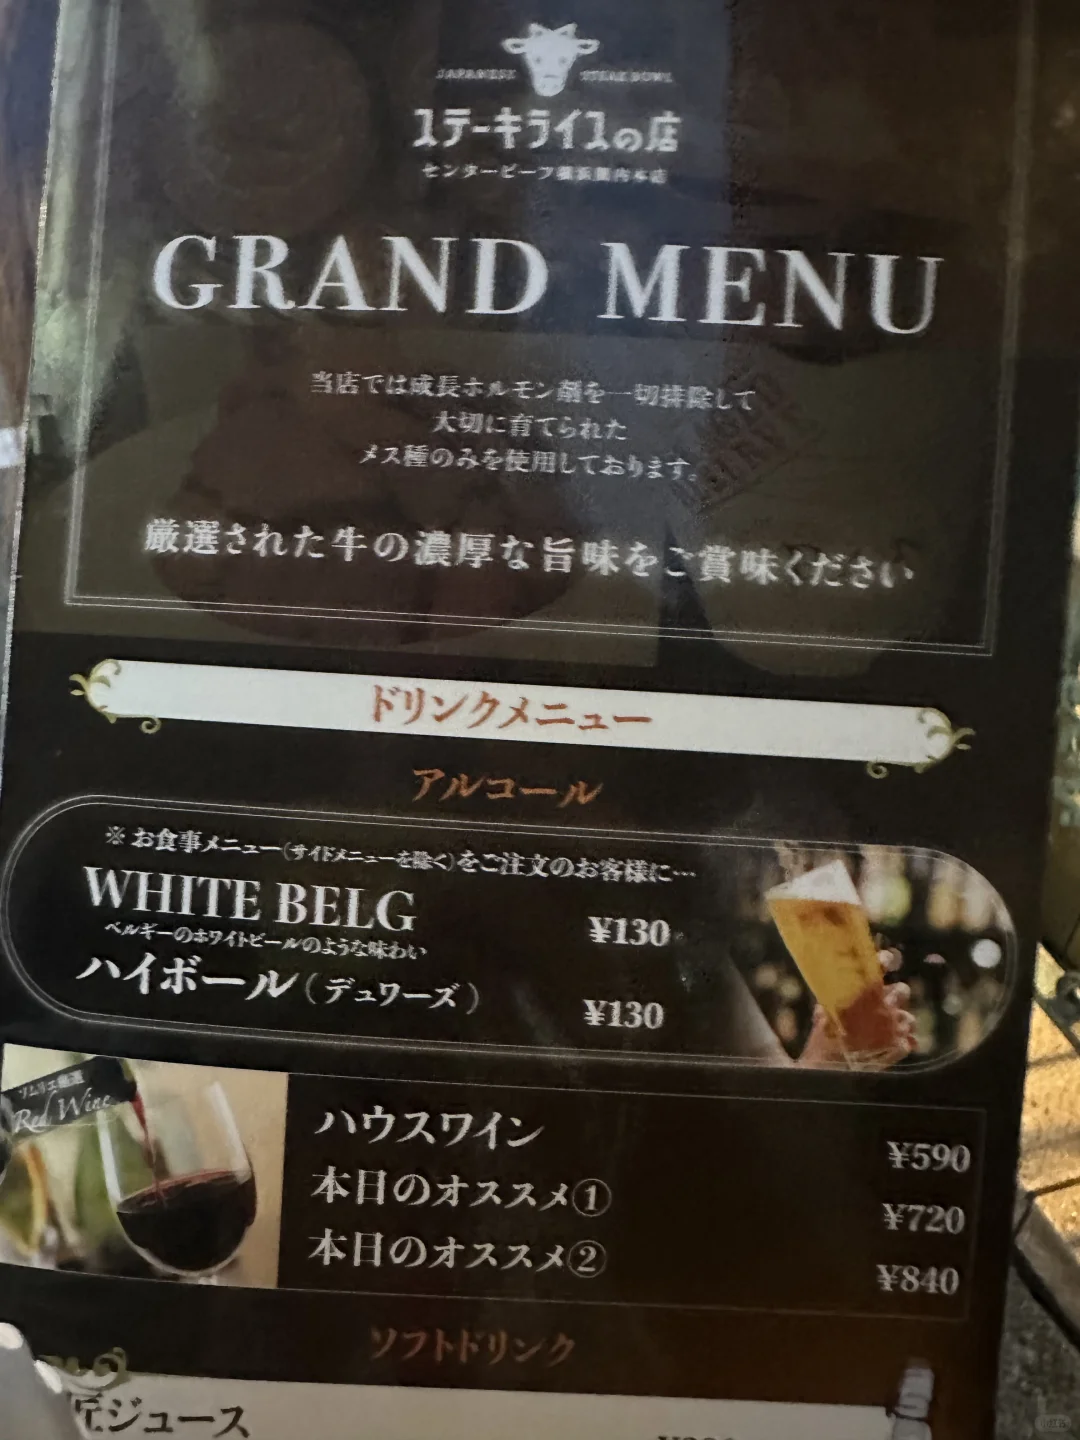 JAPANESE STEAK BOWL
ステーキライスの店
センタービーフ横浜関内本店
GRAND MENU
当店では成長ホルモン剤を一切排除して
大切に育てられた
メス種のみを使用しております。
厳選された牛の濃厚な旨味をご賞味ください
ドリンクメニュー
アルコール
※お食事メニュー(サイドメニューを除く)をご注文のお客様に…
WHITE BELG ¥130
ベルギーのホワイトビールのような味わい
ハイボール(デュワーズ) ¥130
ソムリエ厳選
Red Wine
ハウスワイン ¥590
本日のオススメ① ¥720
本日のオススメ② ¥840
ソフトドリンク
匠ジュース